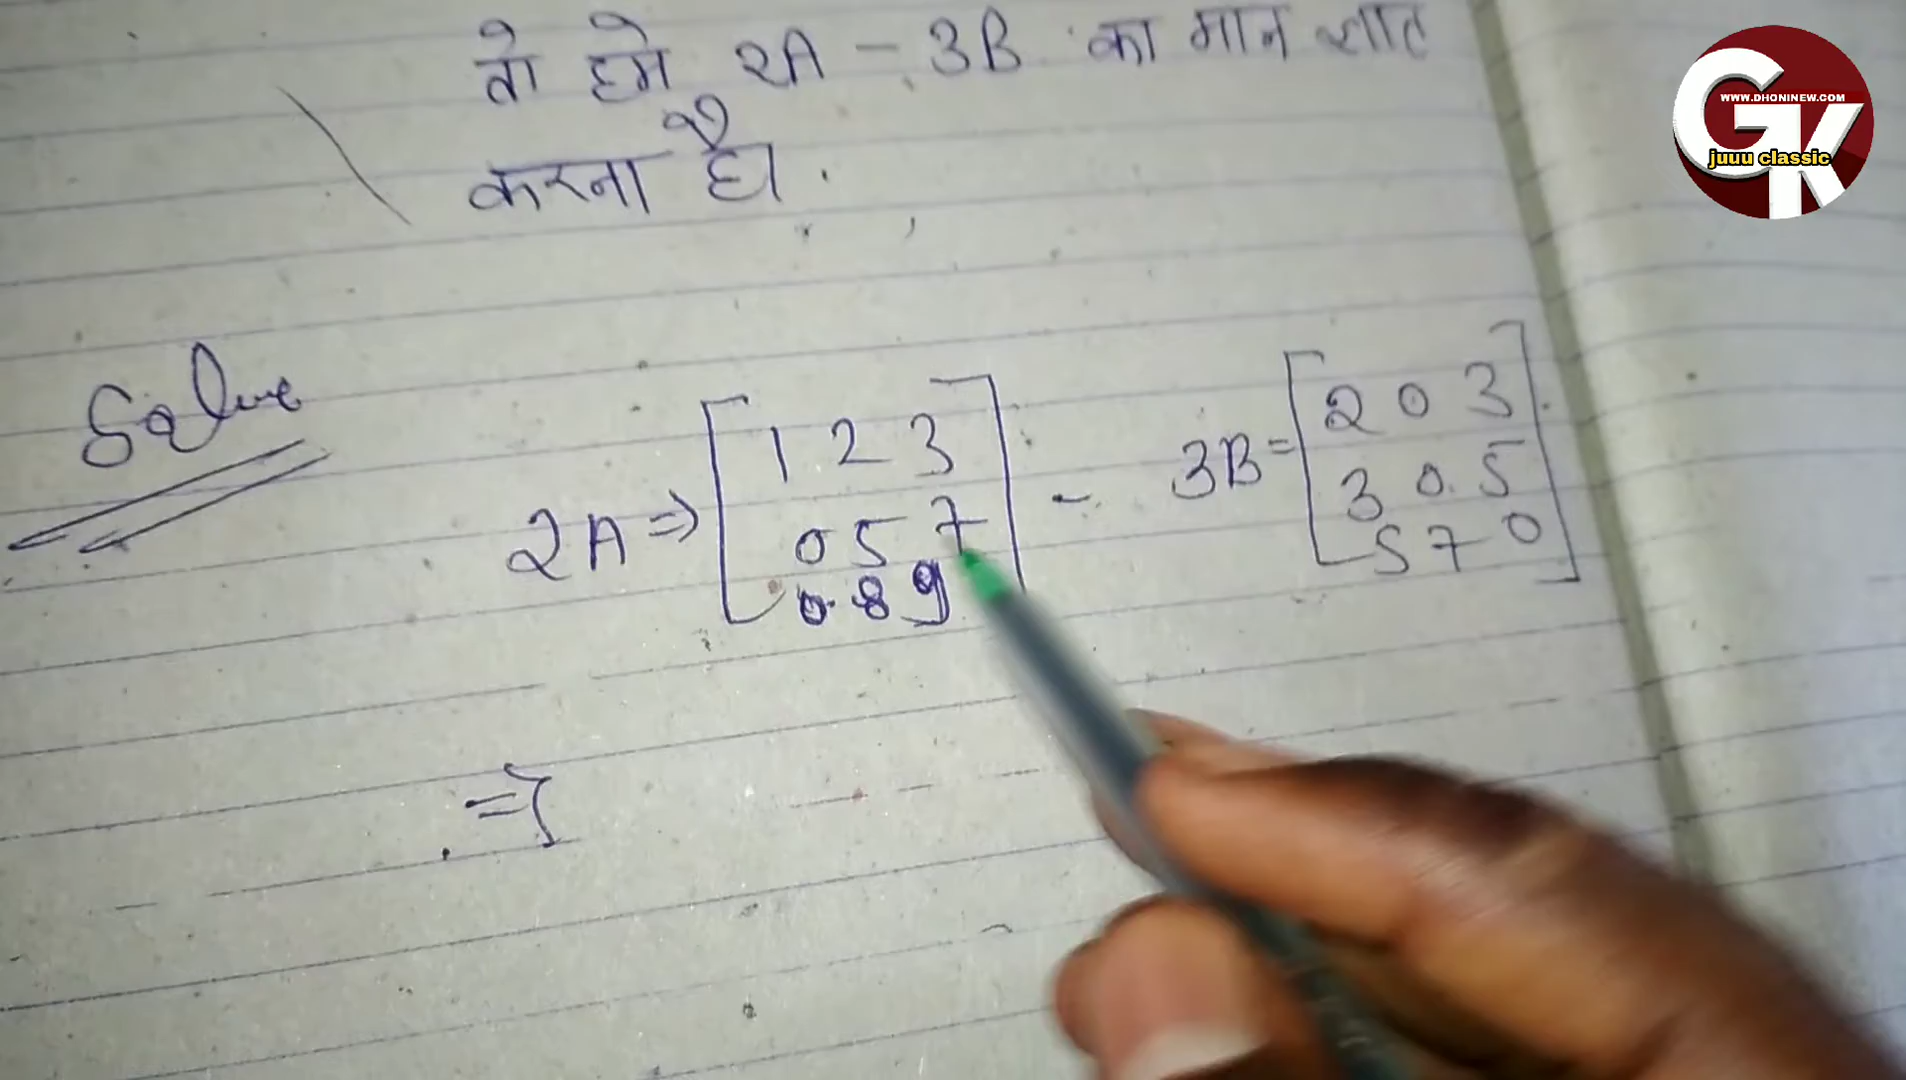 तो हमे 2A - 3B का मान ज्ञात
करना है।
Solve
2A ⇒ [1 2 3
0 5 7
0 8 9] - 3B = [2 0 3
3 0 5
5 7 0]
⇒
WWW.DHONINEW.COM
GK
juuu classic